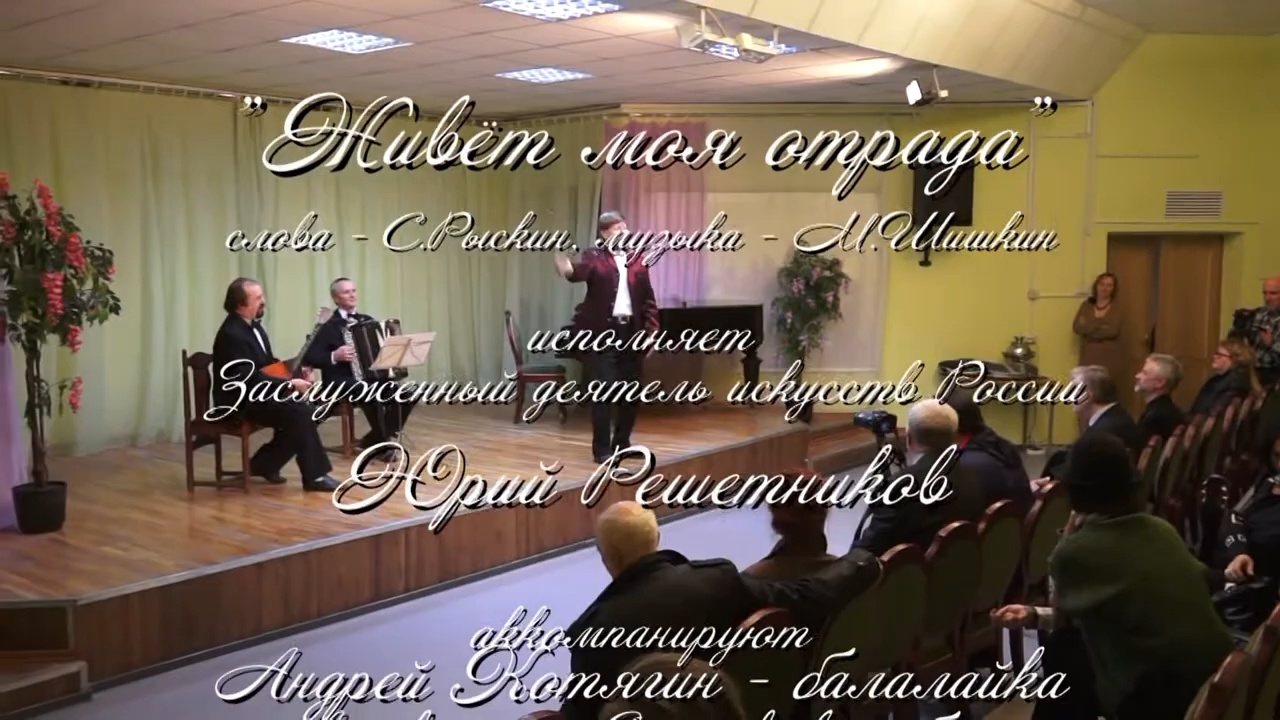 "Живёт моя отрада"
слова - С.Рыскин, музыка - М.Шишкин
исполняет
Заслуженный деятель искусств России
Юрий Решетников
аккомпанируют
Андрей Котягин - балалайка